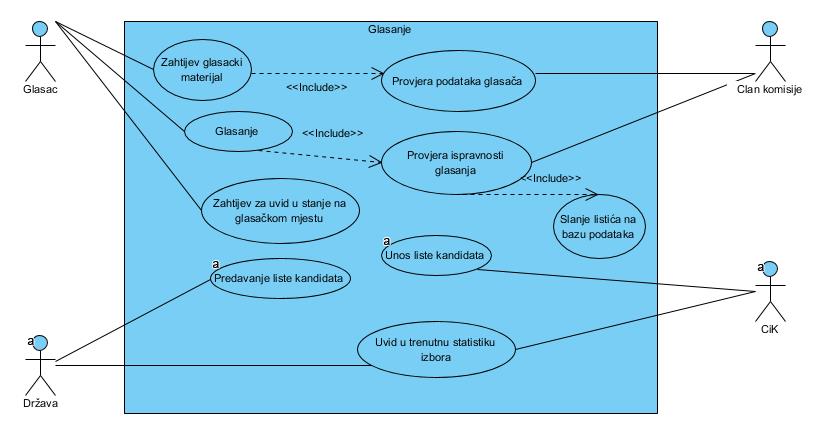 Glasanje
Glasac
Zahtijev glasacki
materijal
<<Include>>
Provjera podataka glasača
Clan komisije
Glasanje
<<Include>>
Provjera ispravnosti
glasanja
<<Include>>
Zahtijev za uvid u stanje na
glasačkom mjestu
Slanje listića na
bazu podataka
a
Unos liste kandidata
a
Predavanje liste kandidata
a
CiK
a
Država
Uvid u trenutnu statistiku
izbora